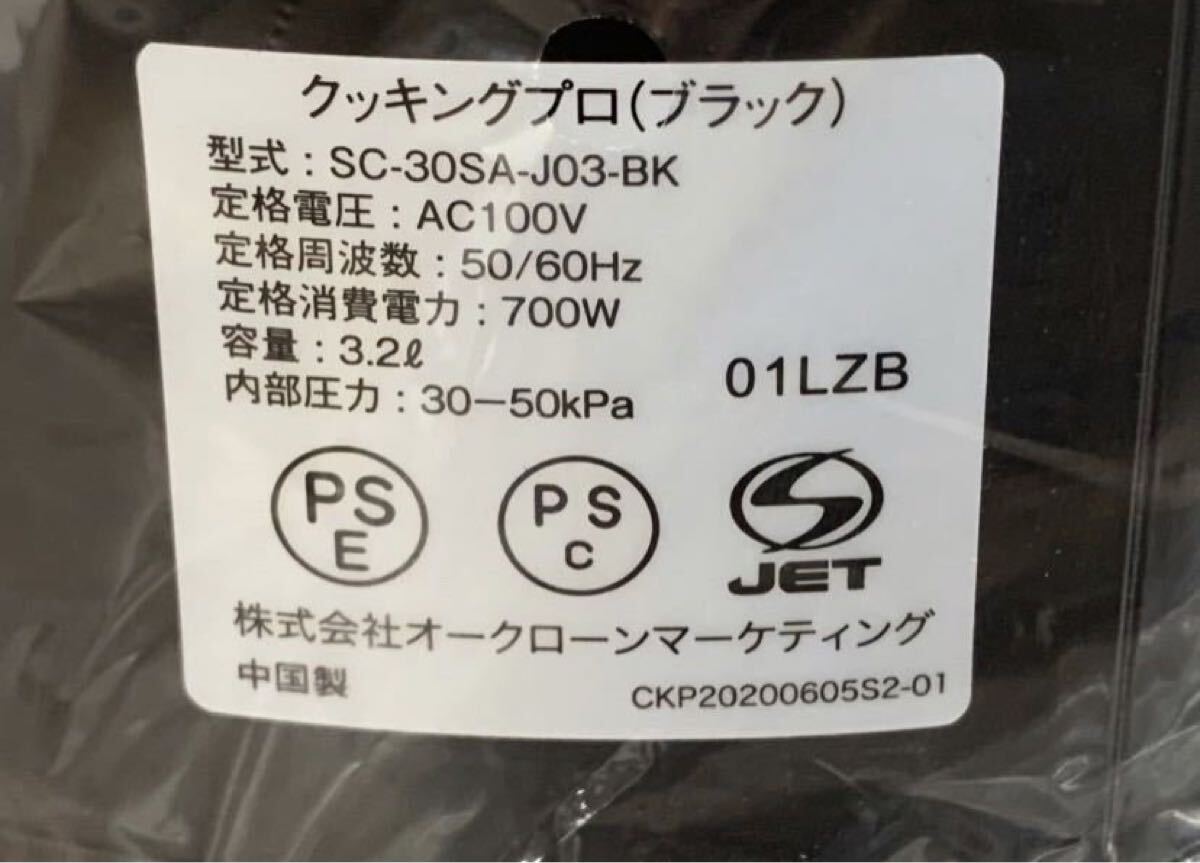 クッキングプロ(ブラック)
型式 : SC-30SA-J03-BK
定格電圧 : AC100V
定格周波数 : 50/60Hz
定格消費電力 : 700W
容量 : 3.2ℓ
内部圧力 : 30－50kPa
01LZB
PS
E
PS
C
JET
株式会社オークローンマーケティング
中国製
CKP20200605S2-01